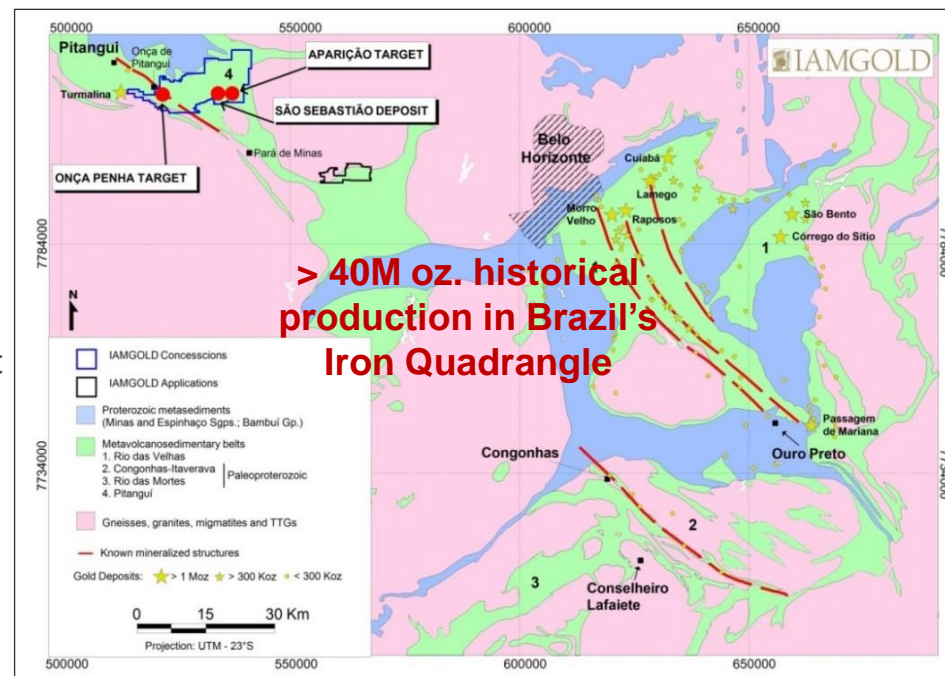 500000 550000 600000 650000
Pitangui
Onça de
Pitangui
4
APARIÇÃO TARGET
IAMGOLD
Turmalina
SÃO SEBASTIÃO DEPOSIT
Pará de Minas
ONÇA PENHA TARGET
Belo
Horizonte
Cuiabá
Lamego
Morro
Velho
Raposos
São Bento
Córrego do Sítio
1
7784000
7784000
> 40M oz. historical
production in Brazil's
Iron Quadrangle
N
IAMGOLD Concesscions
IAMGOLD Applications
Proterozoic metasediments
(Minas and Espinhaço Sgps.; Bambuí Gp.)
Metavolcanosedimentary belts
1. Rio das Velhas
2. Congonhas-Itaverava
3. Rio das Mortes
4. Pitanguí
Paleoproterozoic
Gneisses, granites, migmatites and TTGs
Known mineralized structures
Gold Deposits: > 1 Moz > 300 Koz < 300 Koz
0 15 30 Km
Projection: UTM - 23°S
Passagem
de Mariana
Ouro Preto
Congonhas
7734000
2
3
Conselheiro
Lafaiete
500000 550000 600000 650000